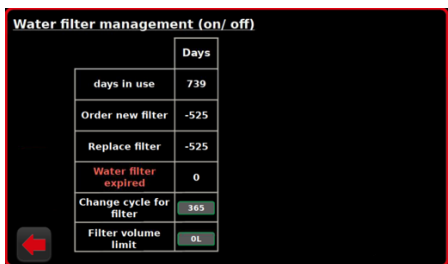 Water filter management (on/ off)
Days
days in use 739
Order new filter -525
Replace filter -525
Water filter
expired 0
Change cycle for
filter 365
Filter volume
limit 0L